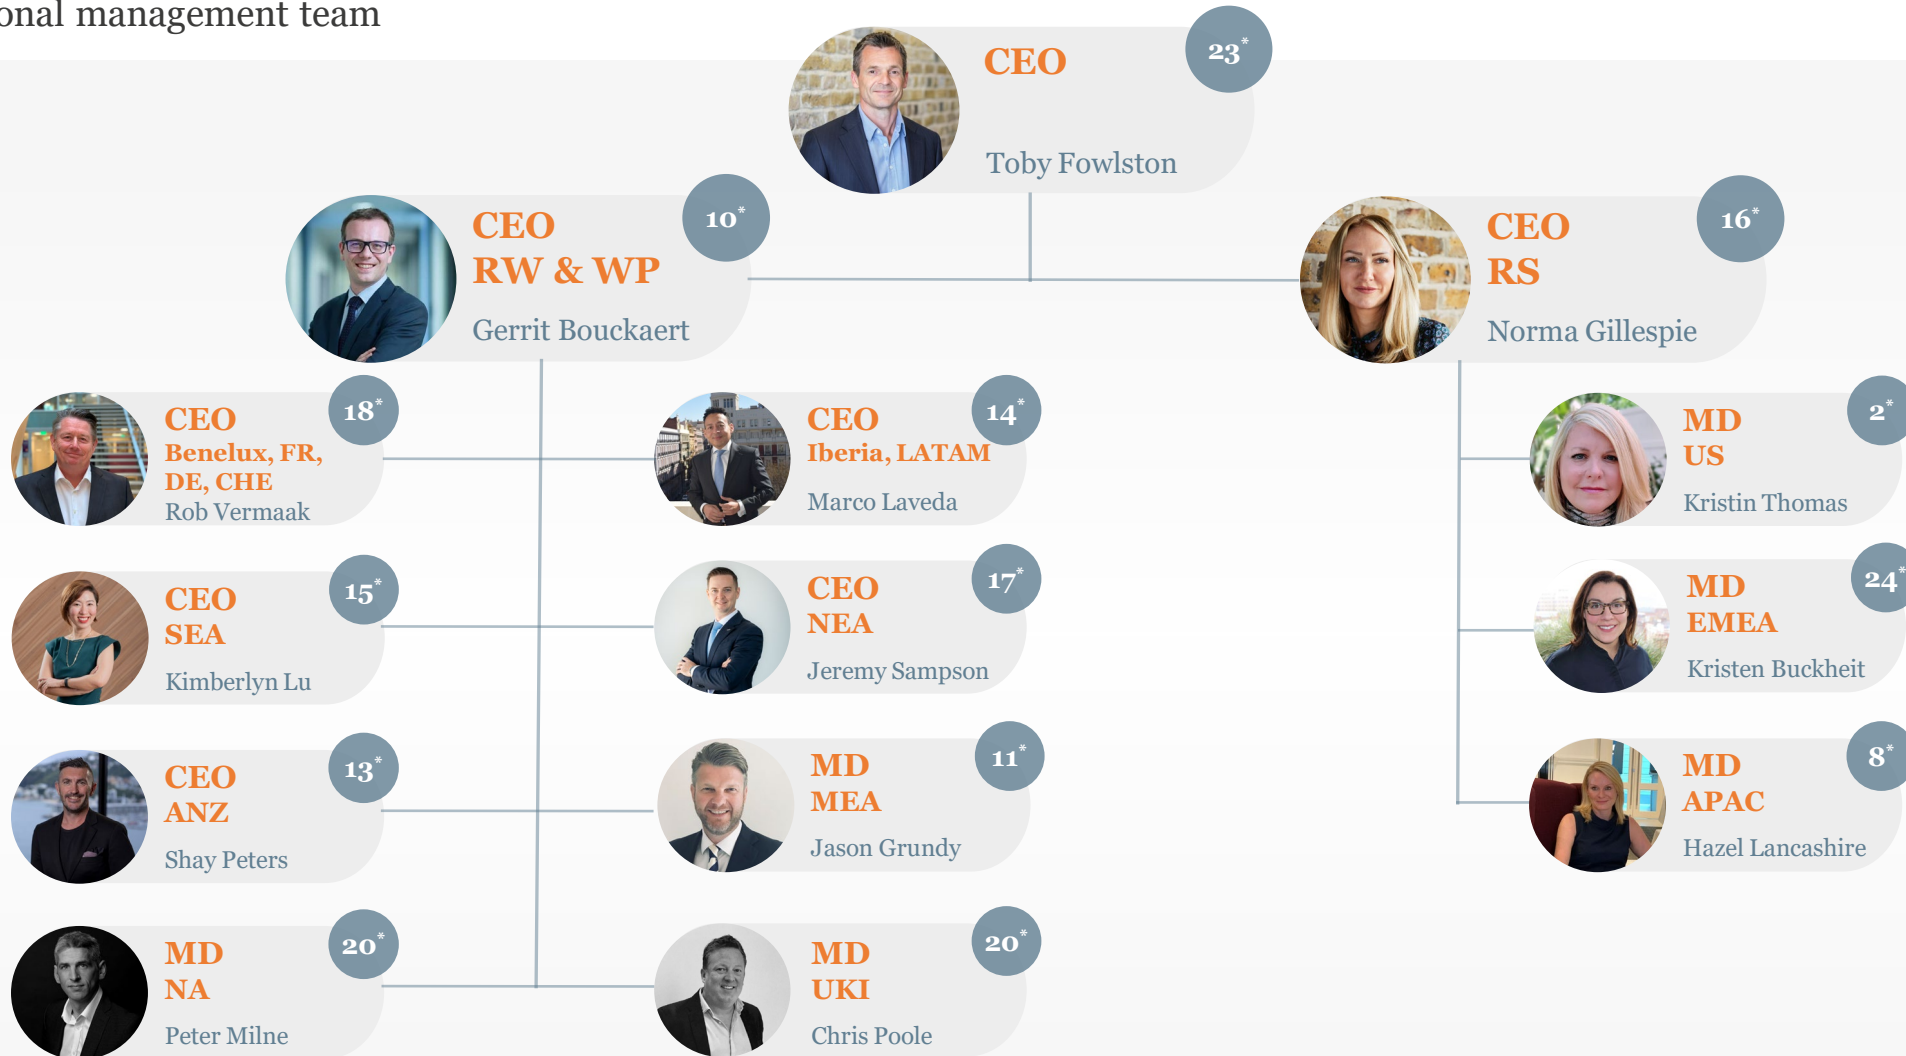 onal management team
CEO
23*
Toby Fowlston
CEO
RW & WP
10*
Gerrit Bouckaert
CEO
RS
16*
Norma Gillespie
CEO
Benelux, FR,
DE, CHE
18*
Rob Vermaak
CEO
Iberia, LATAM
14*
Marco Laveda
MD
US
2*
Kristin Thomas
CEO
SEA
15*
Kimberlyn Lu
CEO
NEA
17*
Jeremy Sampson
MD
EMEA
24*
Kristen Buckheit
CEO
ANZ
13*
Shay Peters
MD
MEA
11*
Jason Grundy
MD
APAC
8*
Hazel Lancashire
MD
NA
20*
Peter Milne
MD
UKI
20*
Chris Poole